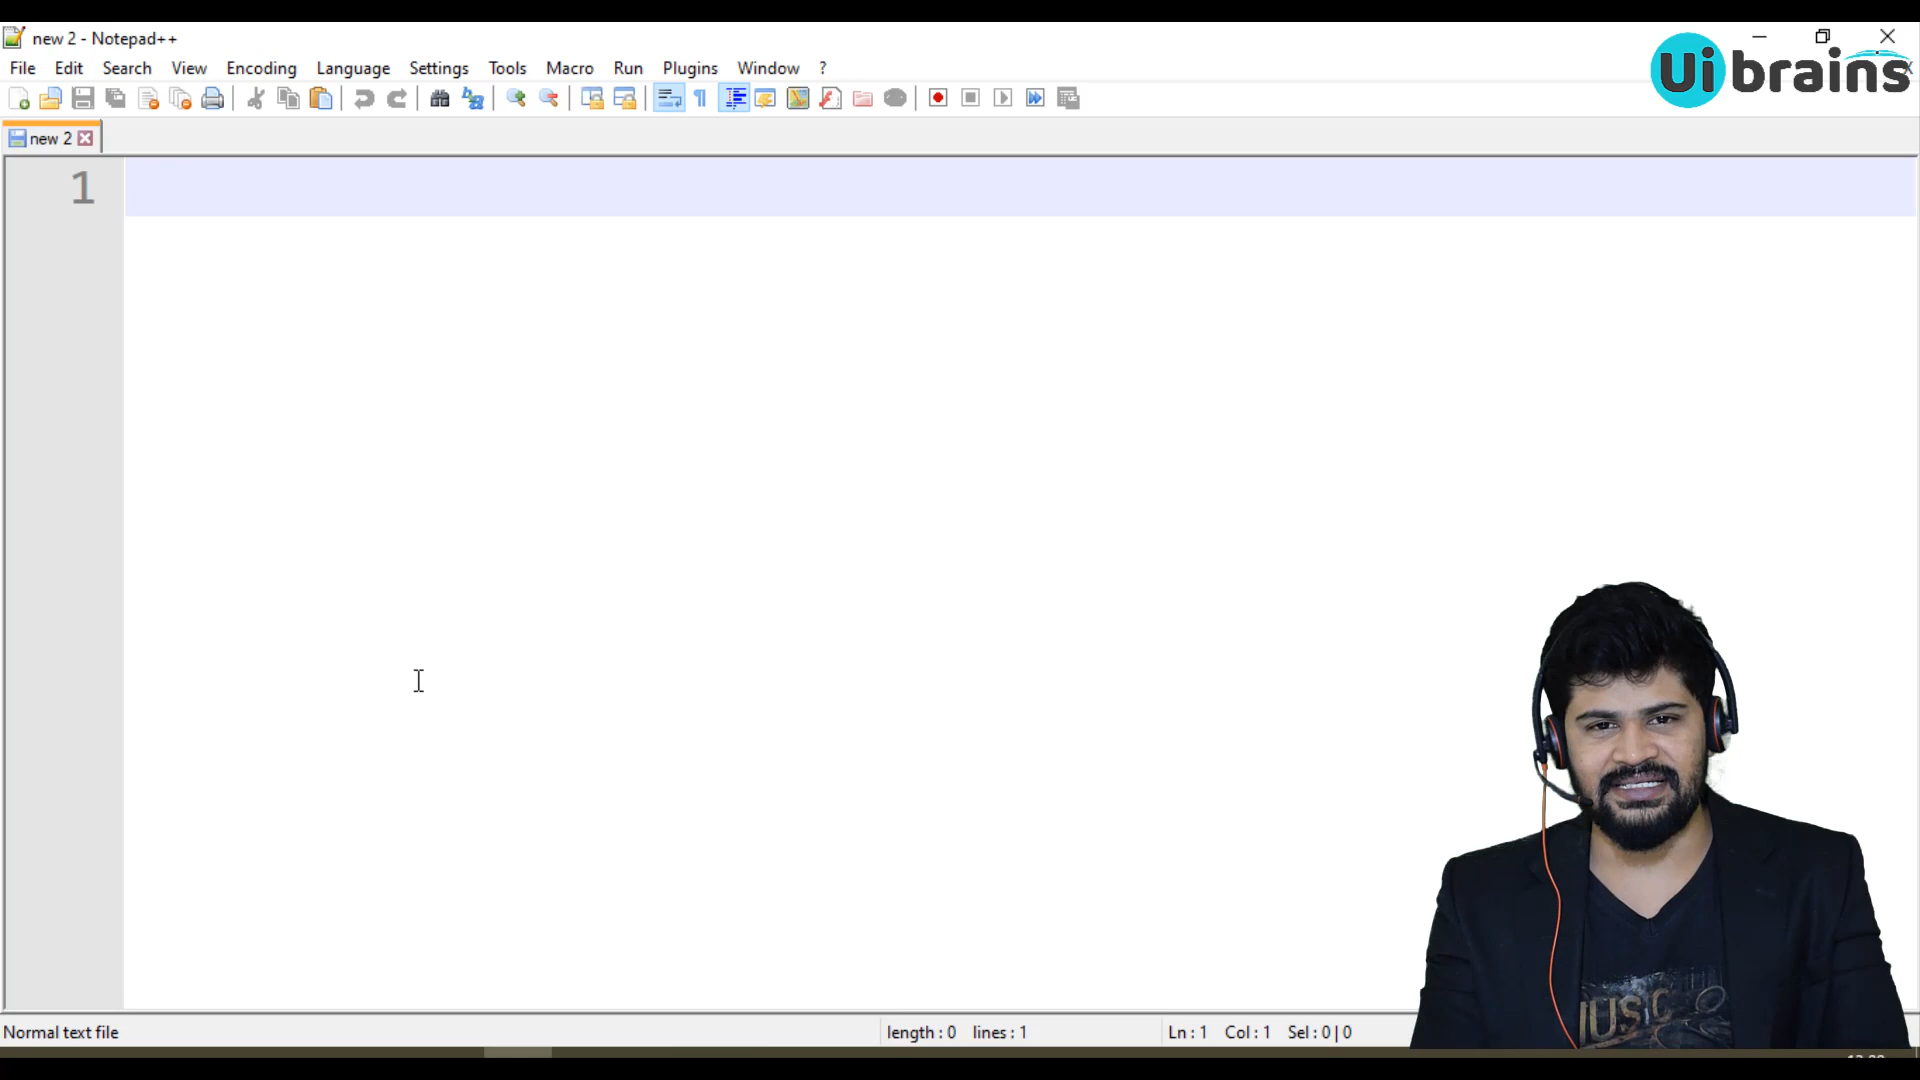 new 2 - Notepad++
Ui brains
File Edit Search View Encoding Language Settings Tools Macro Run Plugins Window ?
new 2
1
MUSIC
Normal text file
length : 0 lines : 1
Ln : 1 Col : 1 Sel : 0 | 0